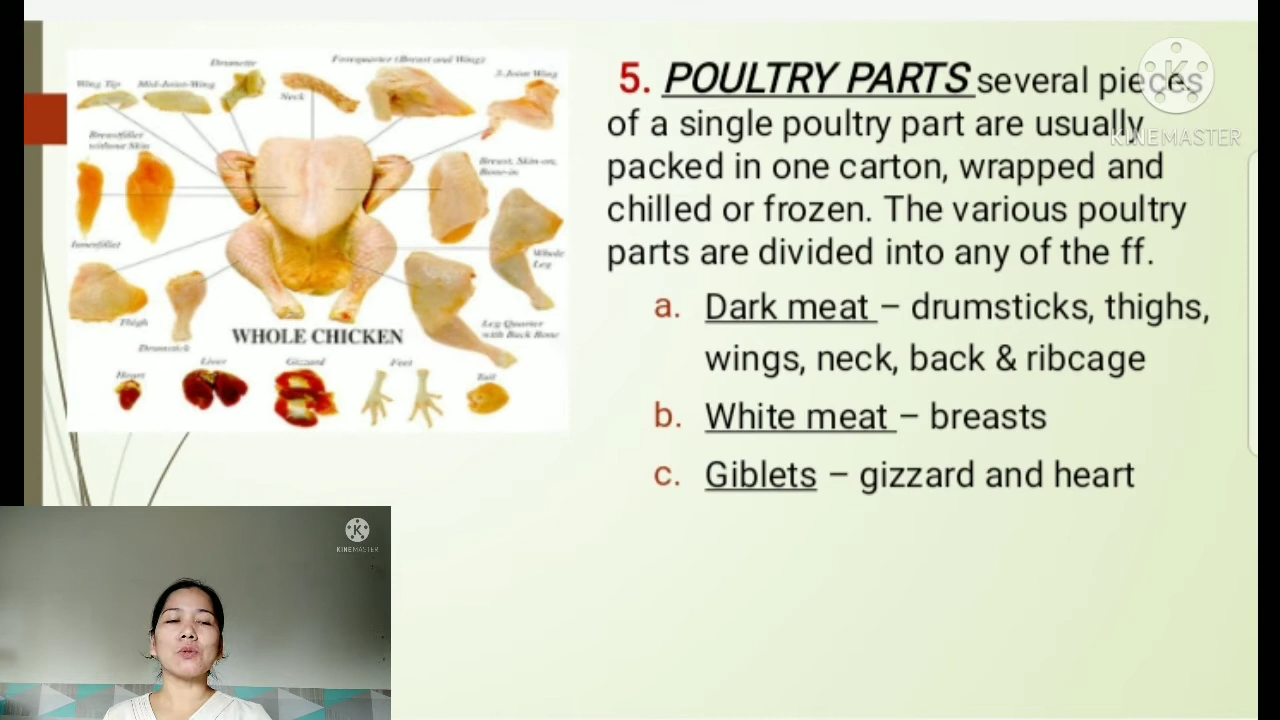 Drumette
Forequarter (Breast and Wing)
Wing Tip
Mid-Joint-Wing
3-Joint Wing
Neck
Breastfillet
without Skin
Breast, Skin-on,
Bone-in
Innerfillet
Whole
Leg
Thigh
Drumstick
WHOLE CHICKEN
Leg Quarter
with Back Bone
Heart
Liver
Gizzard
Feet
Tail
5. POULTRY PARTS several pieces
of a single poultry part are usually
packed in one carton, wrapped and
chilled or frozen. The various poultry
parts are divided into any of the ff.
a. Dark meat – drumsticks, thighs,
wings, neck, back & ribcage
b. White meat – breasts
c. Giblets – gizzard and heart
K
KINEMASTER
K
KINEMASTER